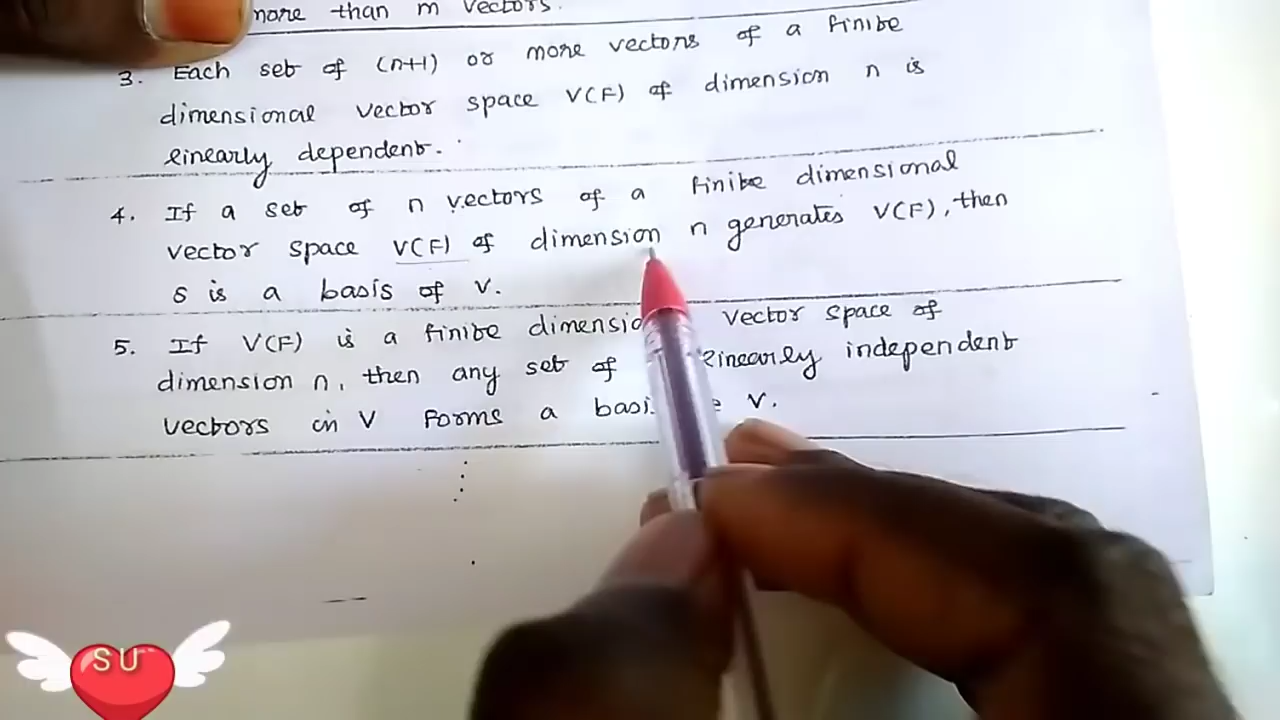 more than m vectors.
3. Each set of (n+1) or more vectors of a finite
dimensional vector space V(F) of dimension n is
linearly dependent.
4. If a set of n vectors of a finite dimensional
vector space V(F) of dimension n generates V(F), then
S is a basis of V.
5. If V(F) is a finite dimensio vector space of
dimension n, then any set of linearly independent
vectors in V forms a basi V.
SU